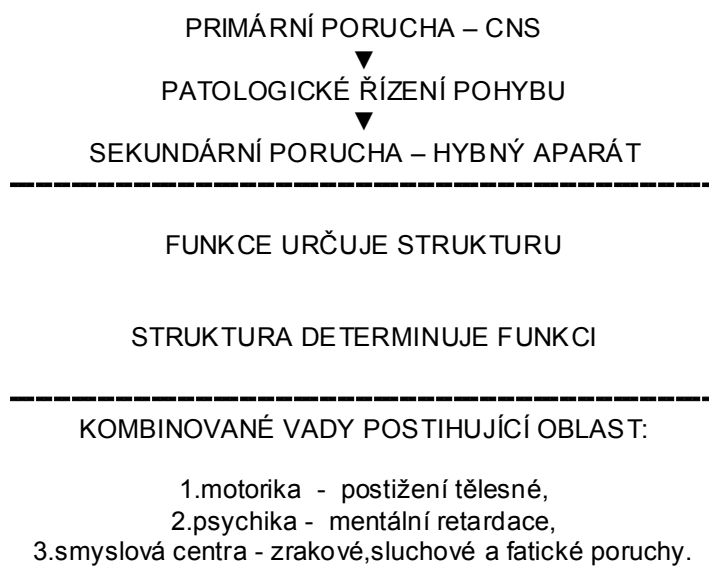 PRIMÁRNÍ PORUCHA – CNS
▼
PATOLOGICKÉ ŘÍZENÍ POHYBU
▼
SEKUNDÁRNÍ PORUCHA – HYBNÝ APARÁT
FUNKCE URČUJE STRUKTURU
STRUKTURA DETERMINUJE FUNKCI
KOMBINOVANÉ VADY POSTIHUJÍCÍ OBLAST:
1.motorika - postižení tělesné,
2.psychika - mentální retardace,
3.smyslová centra - zrakové,sluchové a fatické poruchy.